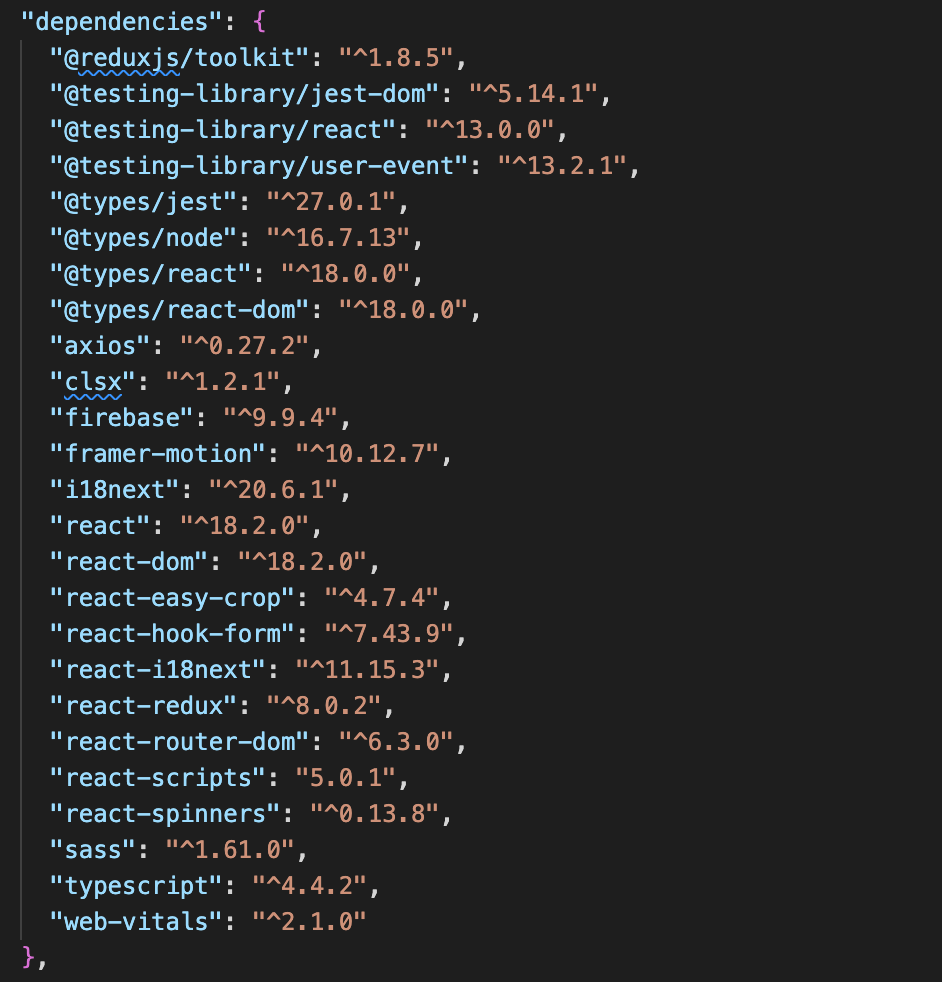 "dependencies": {
"@reduxjs/toolkit": "^1.8.5",
"@testing-library/jest-dom": "^5.14.1",
"@testing-library/react": "^13.0.0",
"@testing-library/user-event": "^13.2.1",
"@types/jest": "^27.0.1",
"@types/node": "^16.7.13",
"@types/react": "^18.0.0",
"@types/react-dom": "^18.0.0",
"axios": "^0.27.2",
"clsx": "^1.2.1",
"firebase": "^9.9.4",
"framer-motion": "^10.12.7",
"i18next": "^20.6.1",
"react": "^18.2.0",
"react-dom": "^18.2.0",
"react-easy-crop": "^4.7.4",
"react-hook-form": "^7.43.9",
"react-i18next": "^11.15.3",
"react-redux": "^8.0.2",
"react-router-dom": "^6.3.0",
"react-scripts": "5.0.1",
"react-spinners": "^0.13.8",
"sass": "^1.61.0",
"typescript": "^4.4.2",
"web-vitals": "^2.1.0"
},